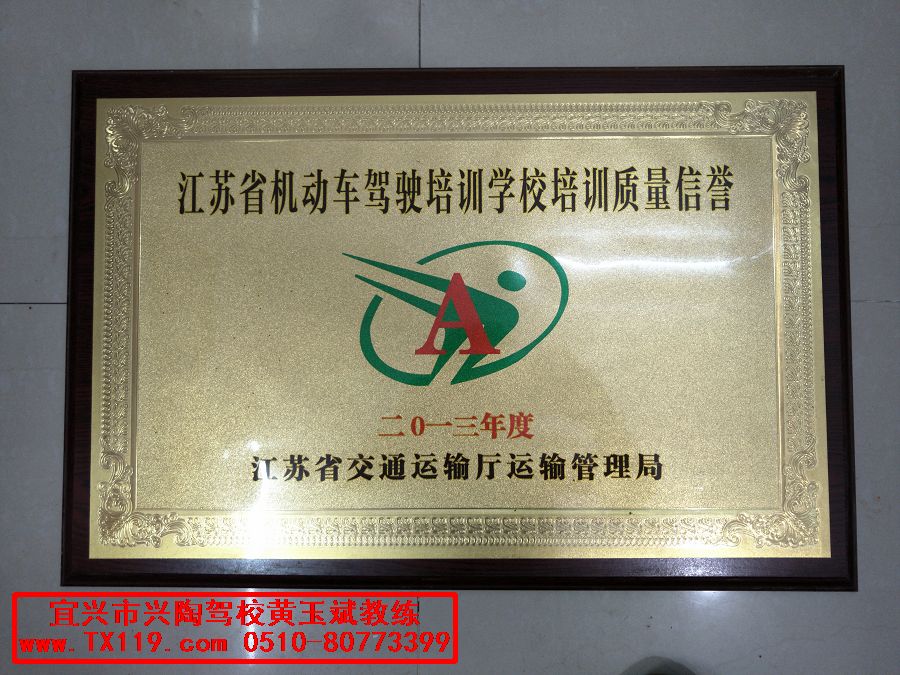 江苏省机动车驾驶培训学校培训质量信誉
A
二0一三年度
江苏省交通运输厅运输管理局
宜兴市兴陶驾校黄玉斌教练
www.TX119.com 0510-80773399